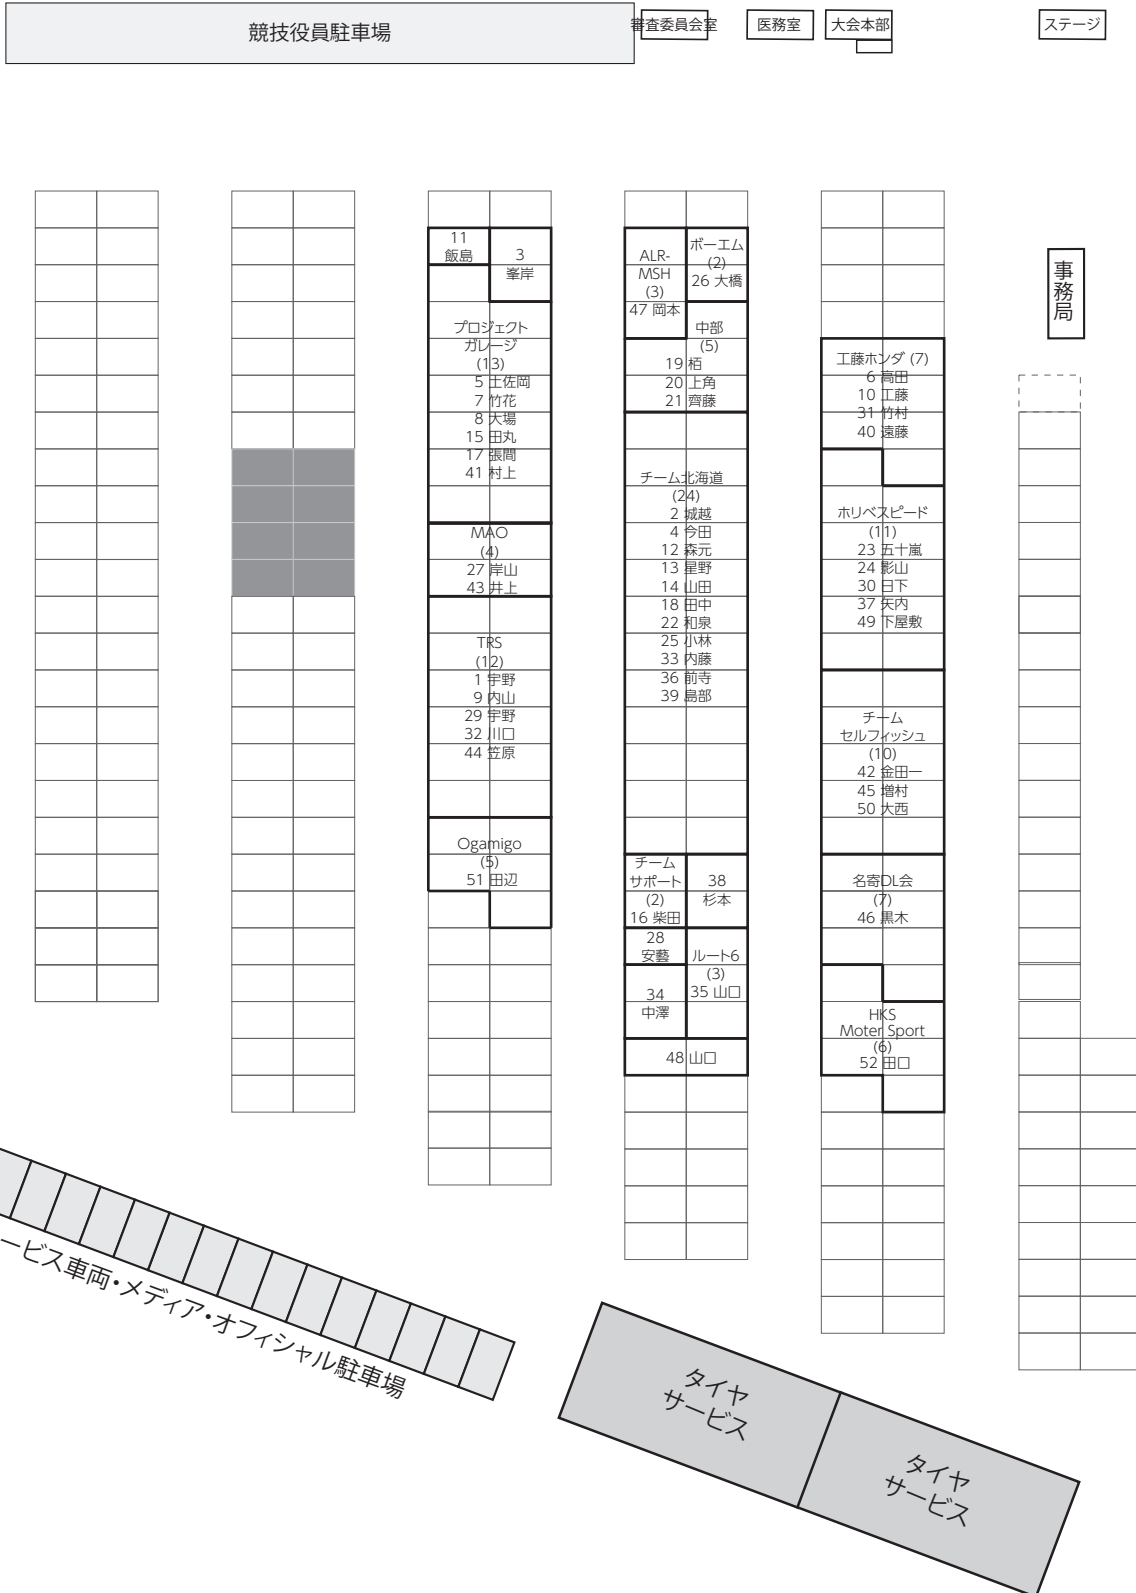 競技役員駐車場
審査委員会室
医務室
大会本部
ステージ
事務局
11
飯島
3
峯岸
プロジェクト
ガレージ
(13)
5 土佐岡
7 竹花
8 大場
15 田丸
17 張間
41 村上
MAO
(4)
27 岸山
43 井上
TRS
(12)
1 宇野
9 内山
29 宇野
32 川口
44 笠原
Ogamigo
(5)
51 田辺
ALR-
MSH
(3)
47 岡本
ボーエム
(2)
26 大橋
中部
(5)
19 栢
20 上角
21 齊藤
チーム北海道
(24)
2 城越
4 今田
12 森元
13 星野
14 山田
18 田中
22 和泉
25 小林
33 内藤
36 前寺
39 島部
チーム
サポート
(2)
16 柴田
38
杉本
28
安藝
ルート6
(3)
35 山口
34
中澤
48 山口
工藤ホンダ (7)
6 高田
10 工藤
31 竹村
40 遠藤
ホリベスピード
(11)
23 五十嵐
24 影山
30 日下
37 矢内
49 下屋敷
チーム
セルフィッシュ
(10)
42 金田一
45 増村
50 大西
名寄DL会
(7)
46 黒木
HKS
Moter Sport
(6)
52 田口
ービス車両・メディア・オフィシャル駐車場
タイヤ
サービス
タイヤ
サービス